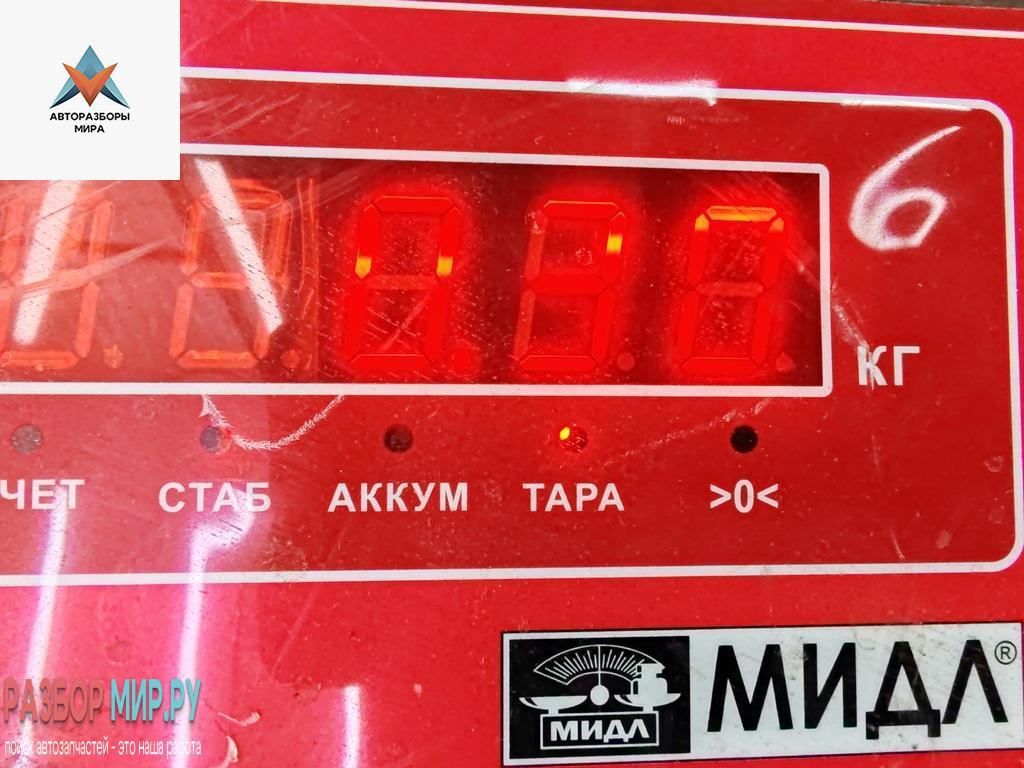 АВТОРАЗБОРЫ
МИРА
6
КГ
ЧЕТ СТАБ АККУМ ТАРА >0<
МИДЛ МИДЛ®
РАЗБОР МИР.РУ
поиск автозапчастей - это наша работа